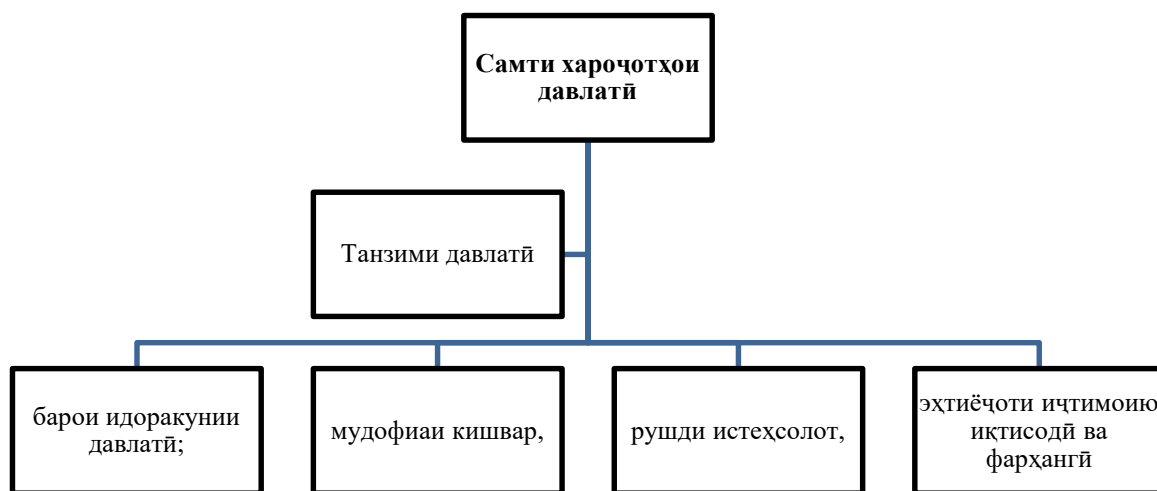 Самти хароҷотҳои
давлатӣ
Танзими давлатӣ
барои идоракунии
давлатӣ;
мудофиаи кишвар,
рушди истеҳсолот,
эҳтиёҷоти иҷтимоию
иқтисодӣ ва
фарҳангӣ